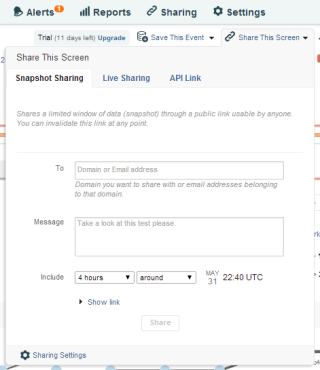 Alerts 1 Reports Sharing Settings
Trial (11 days left) Upgrade Save This Event Share This Screen
Share This Screen
Snapshot Sharing Live Sharing API Link
Shares a limited window of data (snapshot) through a public link usable by anyone.
You can invalidate this link at any point.
To Domain or Email address
Domain you want to share with or email addresses belonging
to that domain.
Message Take a look at this test please.
Include 4 hours around MAY 31 22:40 UTC
Show link
Share
Sharing Settings